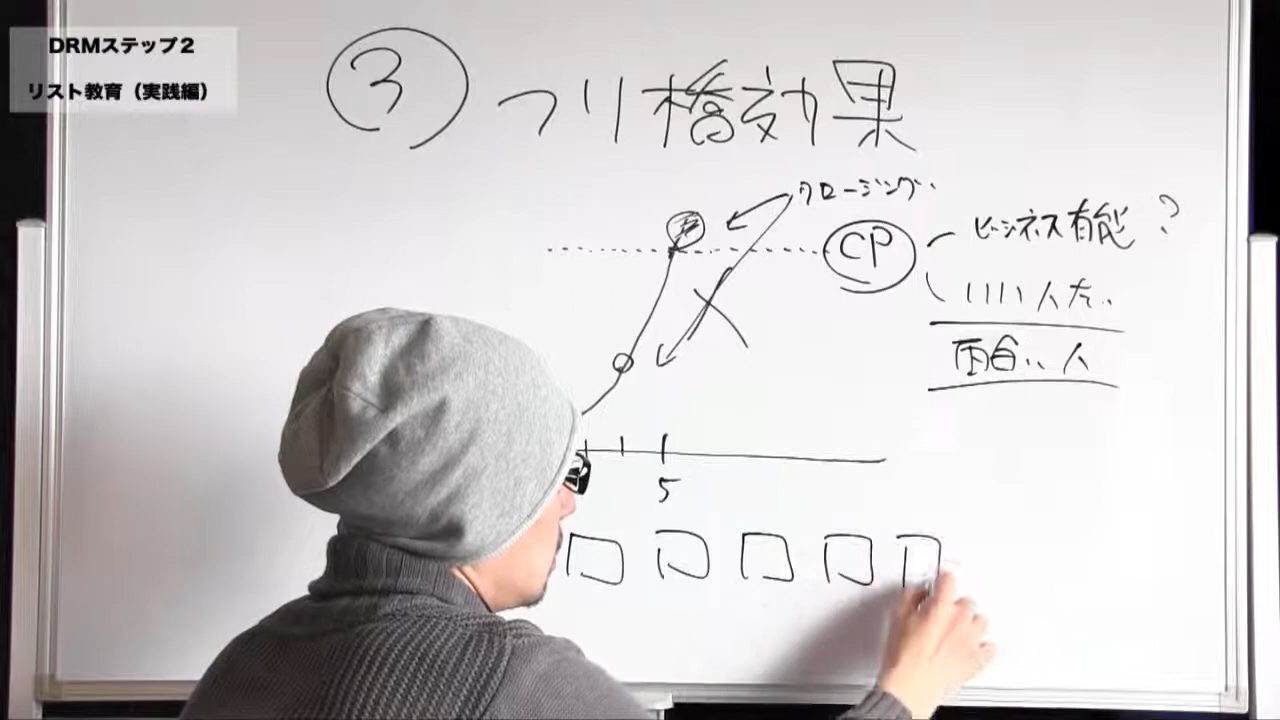 DRMステップ２
リスト教育（実践編）
③ つり橋効果
クロージング
CP
ビジネス有能？
いい人だ..
面白い人
5